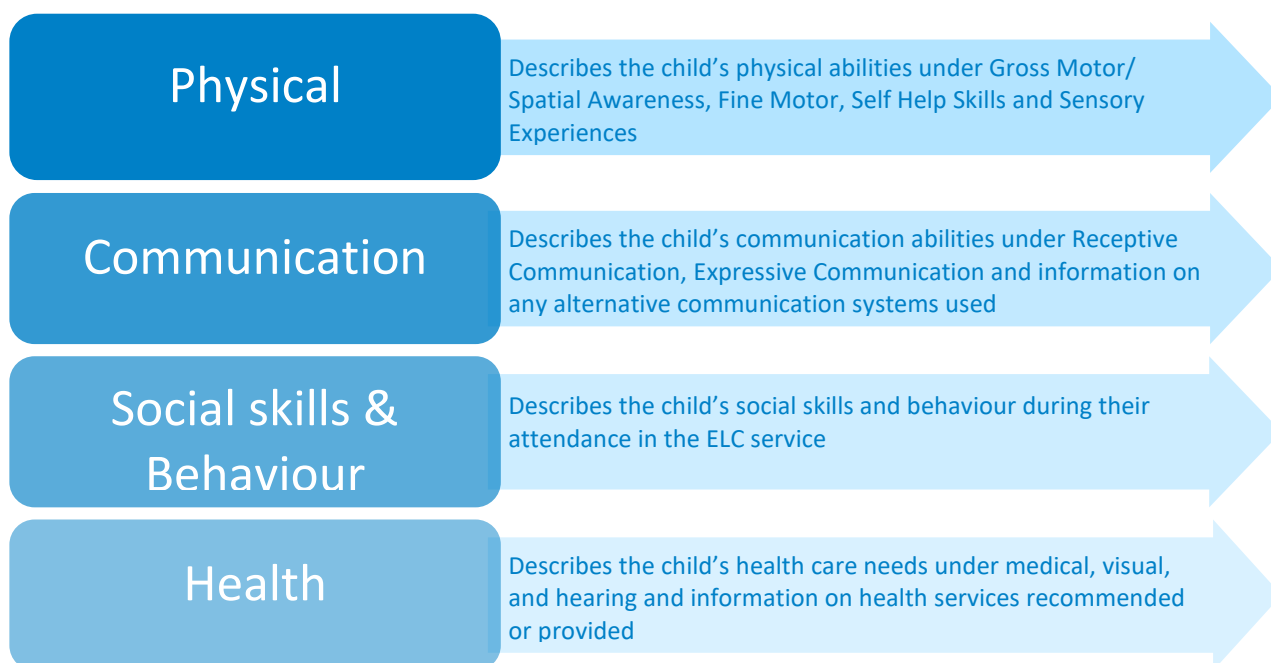 Physical
Describes the child’s physical abilities under Gross Motor/
Spatial Awareness, Fine Motor, Self Help Skills and Sensory
Experiences
Communication
Describes the child’s communication abilities under Receptive
Communication, Expressive Communication and information on
any alternative communication systems used
Social skills &
Behaviour
Describes the child’s social skills and behaviour during their
attendance in the ELC service
Health
Describes the child’s health care needs under medical, visual,
and hearing and information on health services recommended
or provided